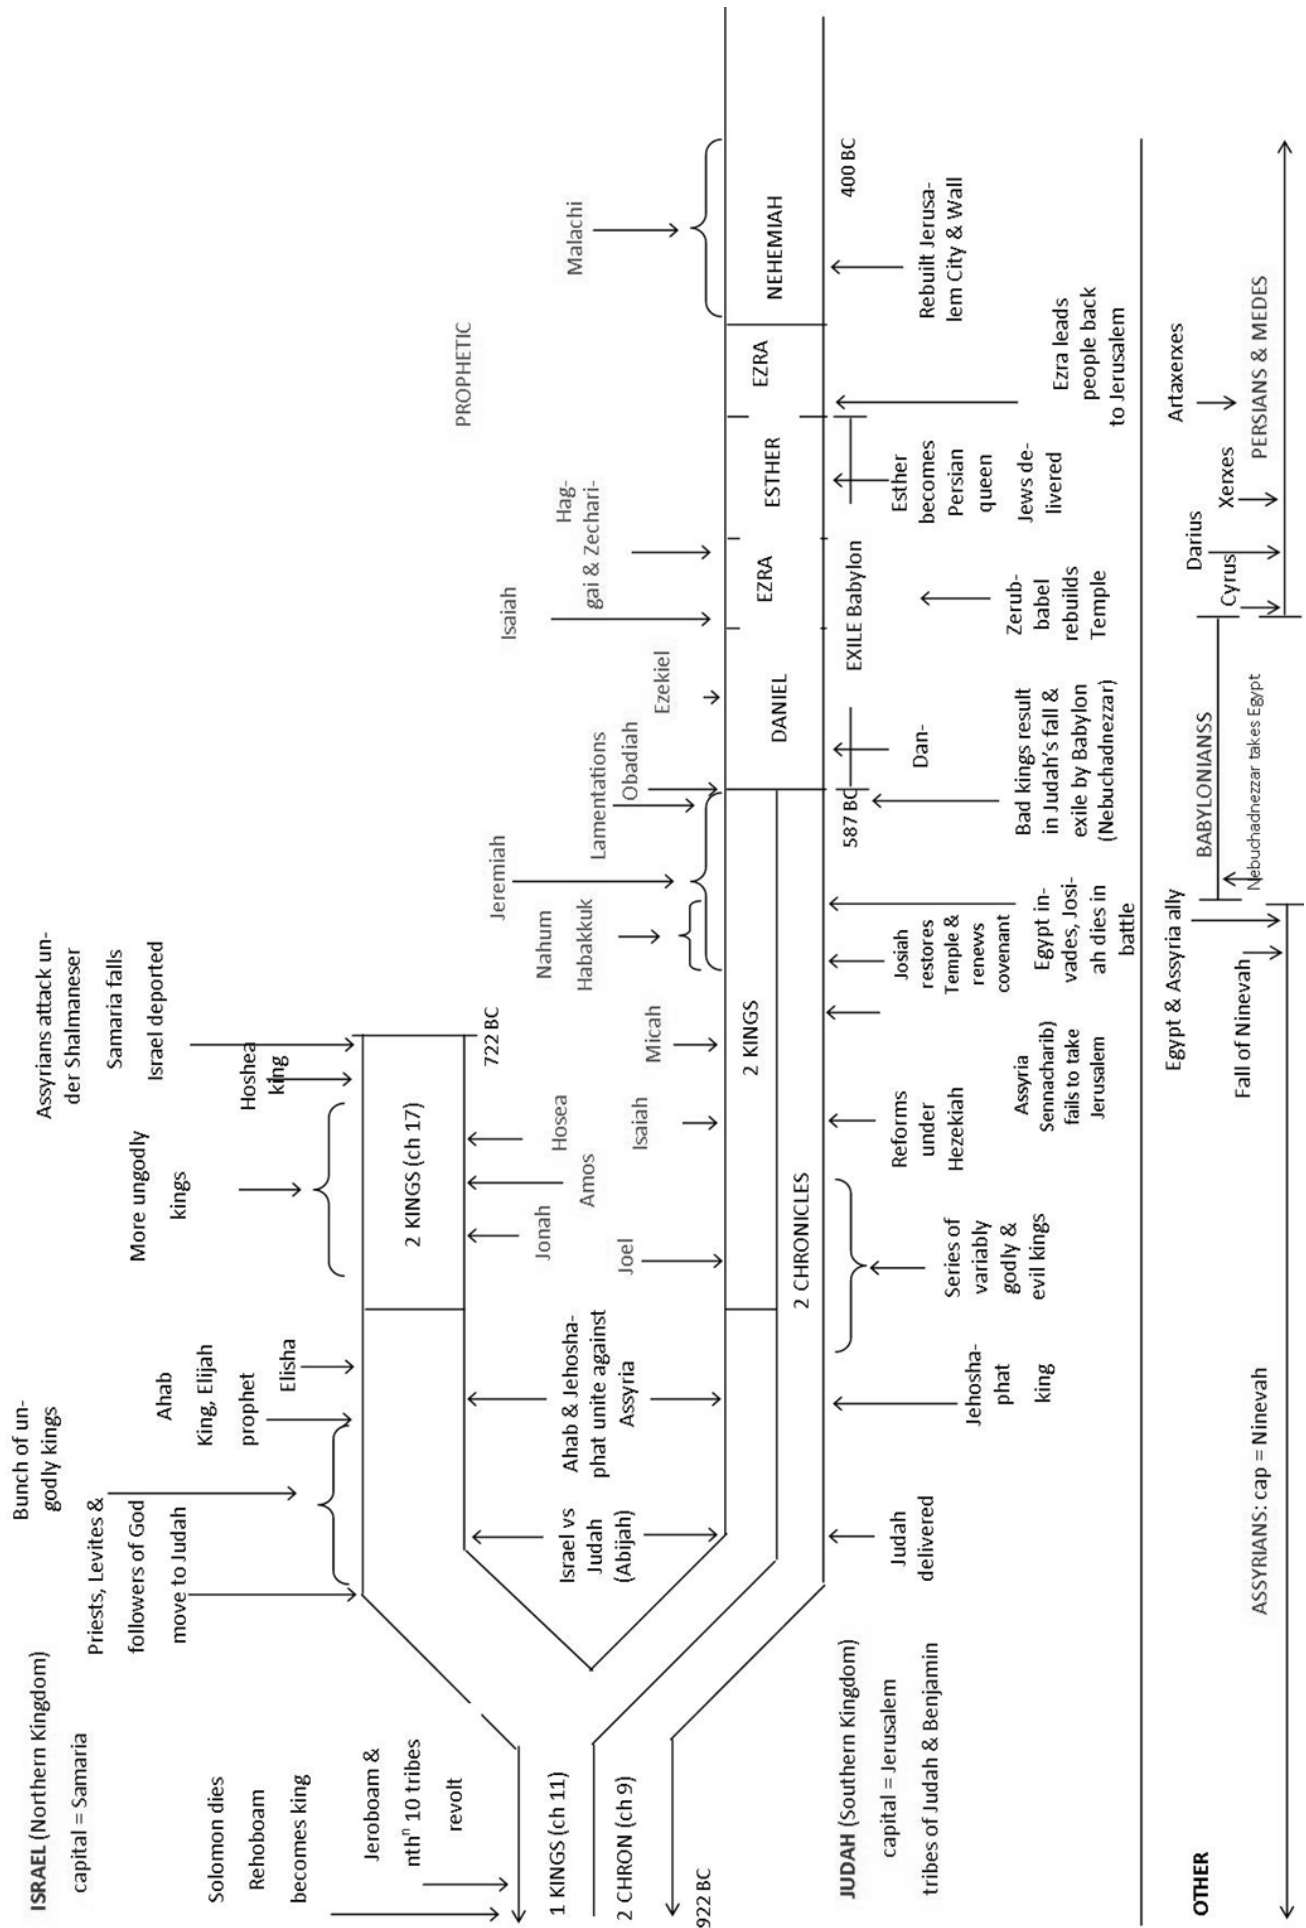 ISRAEL (Northern Kingdom)
capital = Samaria
Bunch of un-
godly kings
Priests, Levites &
followers of God
move to Judah
Ahab
King, Elijah
prophet
Elisha
More ungodly
kings
Assyrians attack un-
der Shalmaneser
Samaria falls
Israel deported
Hoshea
king
Solomon dies
Rehoboam
becomes king
Jeroboam &
nthⁿ 10 tribes
revolt
2 KINGS (ch 17)
722 BC
PROPHETIC
1 KINGS (ch 11)
2 CHRON (ch 9)
922 BC
Israel vs
Judah
(Abijah)
Ahab & Jehosha-
phat unite against
Assyria
Jonah
Amos
Hosea
Joel
Isaiah
Micah
Nahum
Habakkuk
Jeremiah
Lamentations
Obadiah
Ezekiel
Isaiah
Hag-
gai & Zechari-
Malachi
2 KINGS
2 CHRONICLES
DANIEL
EZRA
ESTHER
EZRA
NEHEMIAH
587 BC
EXILE Babylon
400 BC
JUDAH (Southern Kingdom)
capital = Jerusalem
tribes of Judah & Benjamin
Judah
delivered
Jehosha-
phat
king
Series of
variably
godly &
evil kings
Reforms
under
Hezekiah
Assyria
Sennacharib)
fails to take
Jerusalem
Josiah
restores
Temple &
renews
covenant
Egypt in-
vades, Josi-
ah dies in
battle
Bad kings result
in Judah's fall &
exile by Babylon
(Nebuchadnezzar)
Dan-
Zerub-
babel
rebuilds
Temple
Esther
becomes
Persian
queen
Jews de-
livered
Ezra leads
people back
to Jerusalem
Rebuilt Jerusa-
lem City & Wall
OTHER
ASSYRIANS: cap = Ninevah
Fall of Ninevah
Egypt & Assyria ally
BABYLONIANSS
Nebuchadnezzar takes Egypt
Cyrus
Darius
Xerxes
Artaxerxes
PERSIANS & MEDES